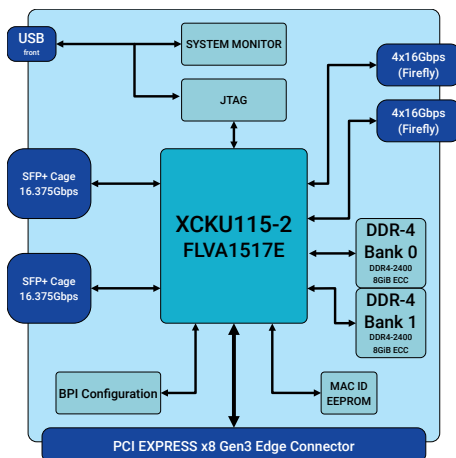 USB
front
SYSTEM MONITOR
JTAG
4x16Gbps
(Firefly)
4x16Gbps
(Firefly)
SFP+ Cage
16.375Gbps
XCKU115-2
FLVA1517E
DDR-4
Bank 0
DDR4-2400
8GiB ECC
SFP+ Cage
16.375Gbps
DDR-4
Bank 1
DDR4-2400
8GiB ECC
BPI Configuration
MAC ID
EEPROM
PCI EXPRESS x8 Gen3 Edge Connector